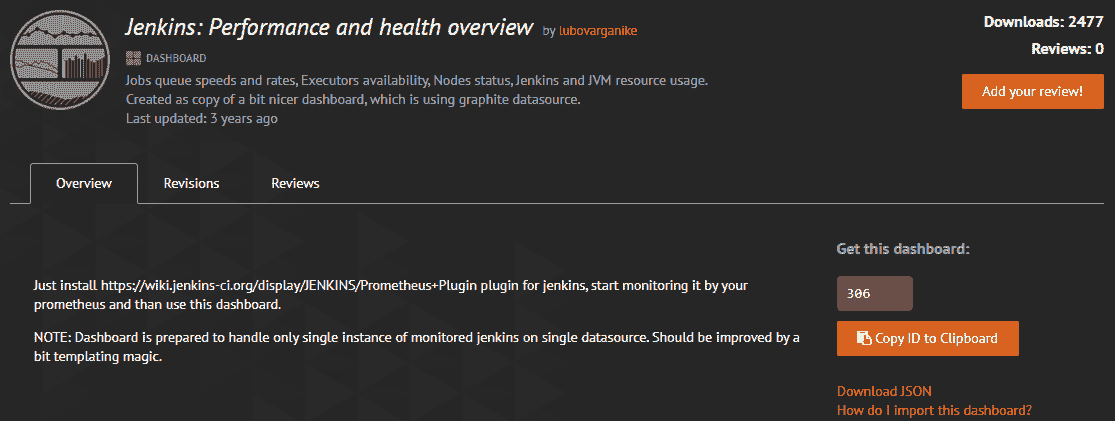 Jenkins: Performance and health overview by lubovarganike
Downloads: 2477
Reviews: 0
DASHBOARD
Jobs queue speeds and rates, Executors availability, Nodes status, Jenkins and JVM resource usage.
Add your review!
Created as copy of a bit nicer dashboard, which is using graphite datasource.
Last updated: 3 years ago
Overview
Revisions
Reviews
Get this dashboard:
Just install https://wiki.jenkins-ci.org/display/JENKINS/Prometheus+Plugin plugin for jenkins, start monitoring it by your
prometheus and than use this dashboard.
306
NOTE: Dashboard is prepared to handle only single instance of monitored jenkins on single datasource. Should be improved by a
bit templating magic.
Copy ID to Clipboard
Download JSON
How do I import this dashboard?